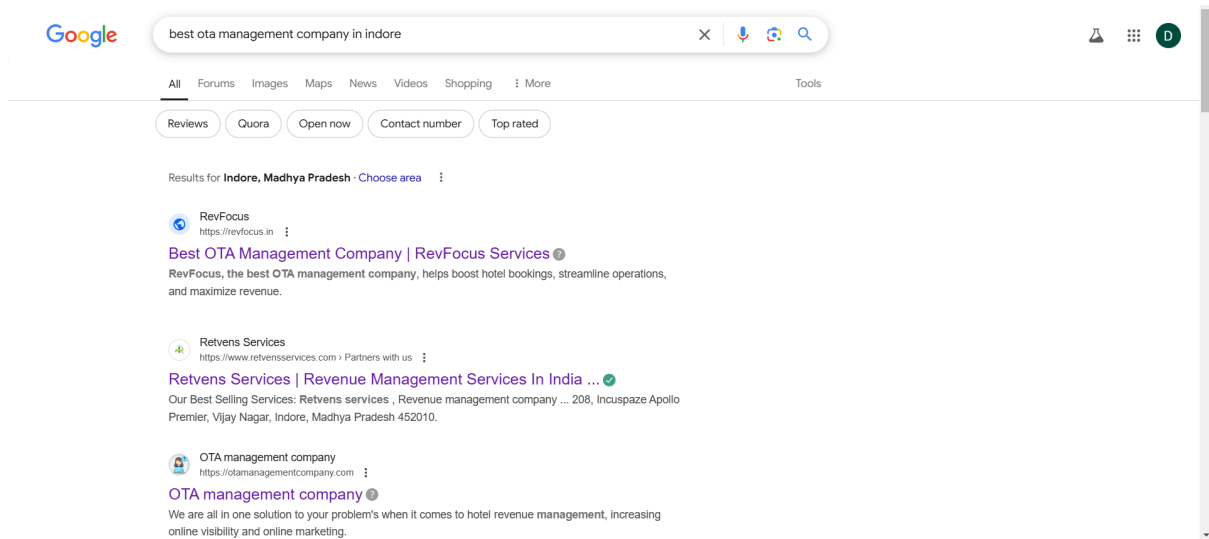 Google
best ota management company in indore
D
All Forums Images Maps News Videos Shopping More Tools
Reviews Quora Open now Contact number Top rated
Results for Indore, Madhya Pradesh · Choose area
RevFocus
https://revfocus.in
Best OTA Management Company | RevFocus Services
RevFocus, the best OTA management company, helps boost hotel bookings, streamline operations,
and maximize revenue.
Retvens Services
https://www.retvensservices.com › Partners with us
Retvens Services | Revenue Management Services In India ...
Our Best Selling Services: Retvens services , Revenue management company ... 208, Incuspaze Apollo
Premier, Vijay Nagar, Indore, Madhya Pradesh 452010.
OTA management company
https://otamanagementcompany.com
OTA management company
We are all in one solution to your problem's when it comes to hotel revenue management, increasing
online visibility and online marketing.